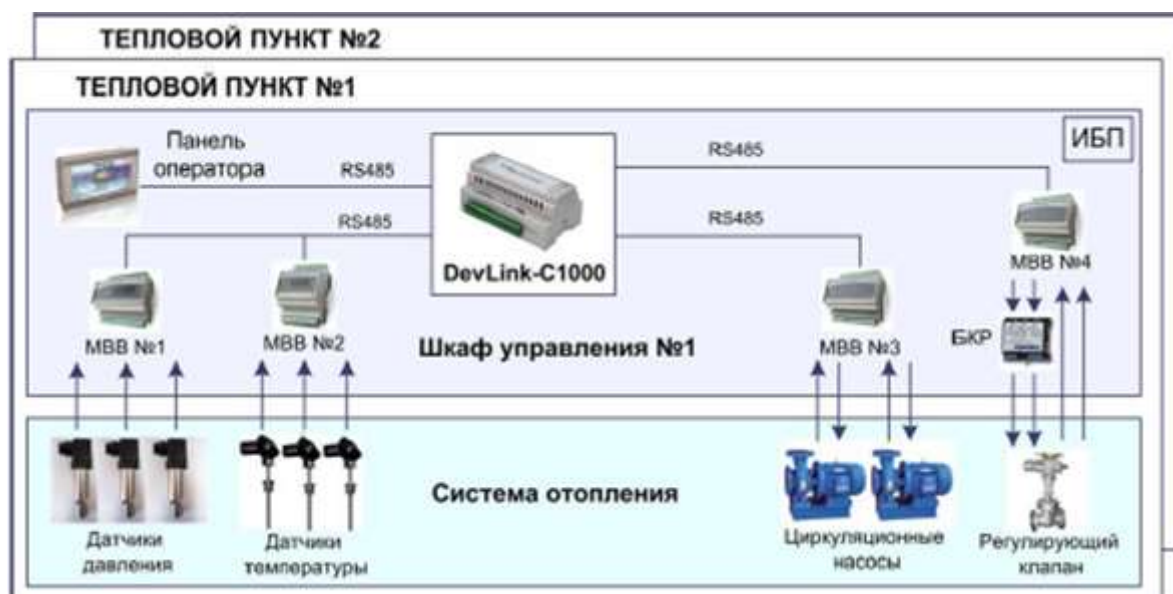 ТЕПЛОВОЙ ПУНКТ №2
ТЕПЛОВОЙ ПУНКТ №1
Панель
оператора
RS485
RS485
ИБП
RS485
RS485
DevLink-C1000
МВВ №1
МВВ №2
Шкаф управления №1
МВВ №3
МВВ №4
БКР
Система отопления
Датчики
давления
Датчики
температуры
Циркуляционные
насосы
Регулирующий
клапан